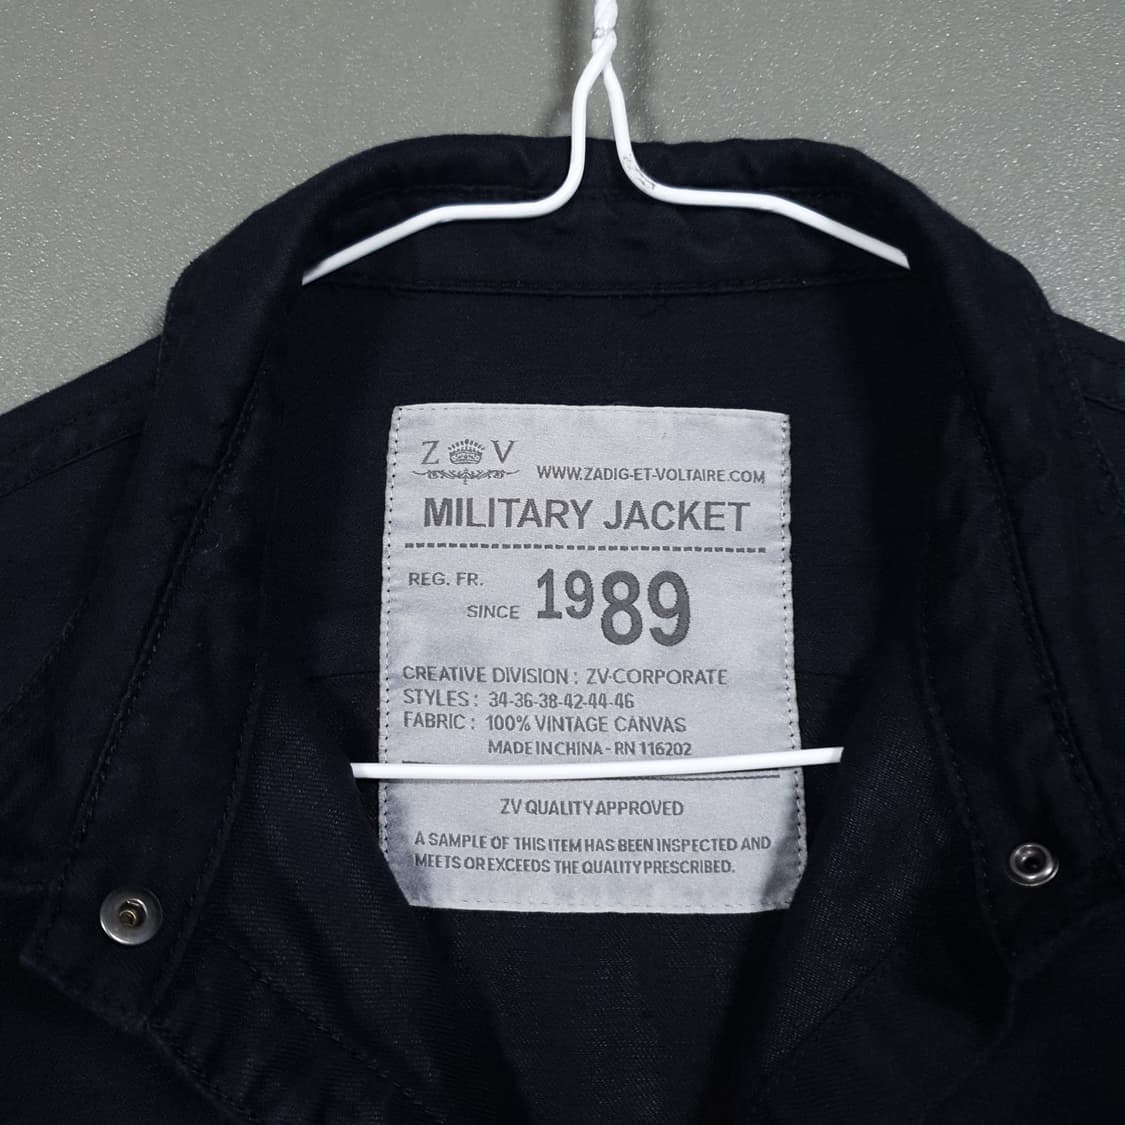 Z V
WWW.ZADIG-ET-VOLTAIRE.COM
MILITARY JACKET
REG. FR.
SINCE 1989
CREATIVE DIVISION : ZV-CORPORATE
STYLES : 34-36-38-42-44-46
FABRIC : 100% VINTAGE CANVAS
MADE IN CHINA - RN 116202
ZV QUALITY APPROVED
A SAMPLE OF THIS ITEM HAS BEEN INSPECTED AND
MEETS OR EXCEEDS THE QUALITY PRESCRIBED.